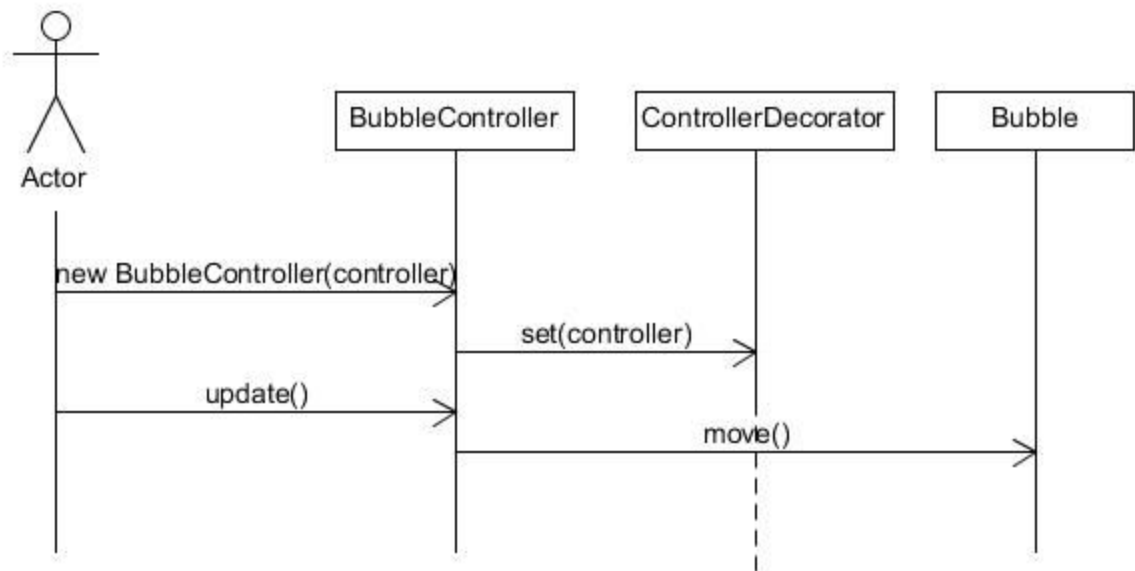 BubbleController
ControllerDecorator
Bubble
Actor
new BubbleController(controller)
set(controller)
update()
move()